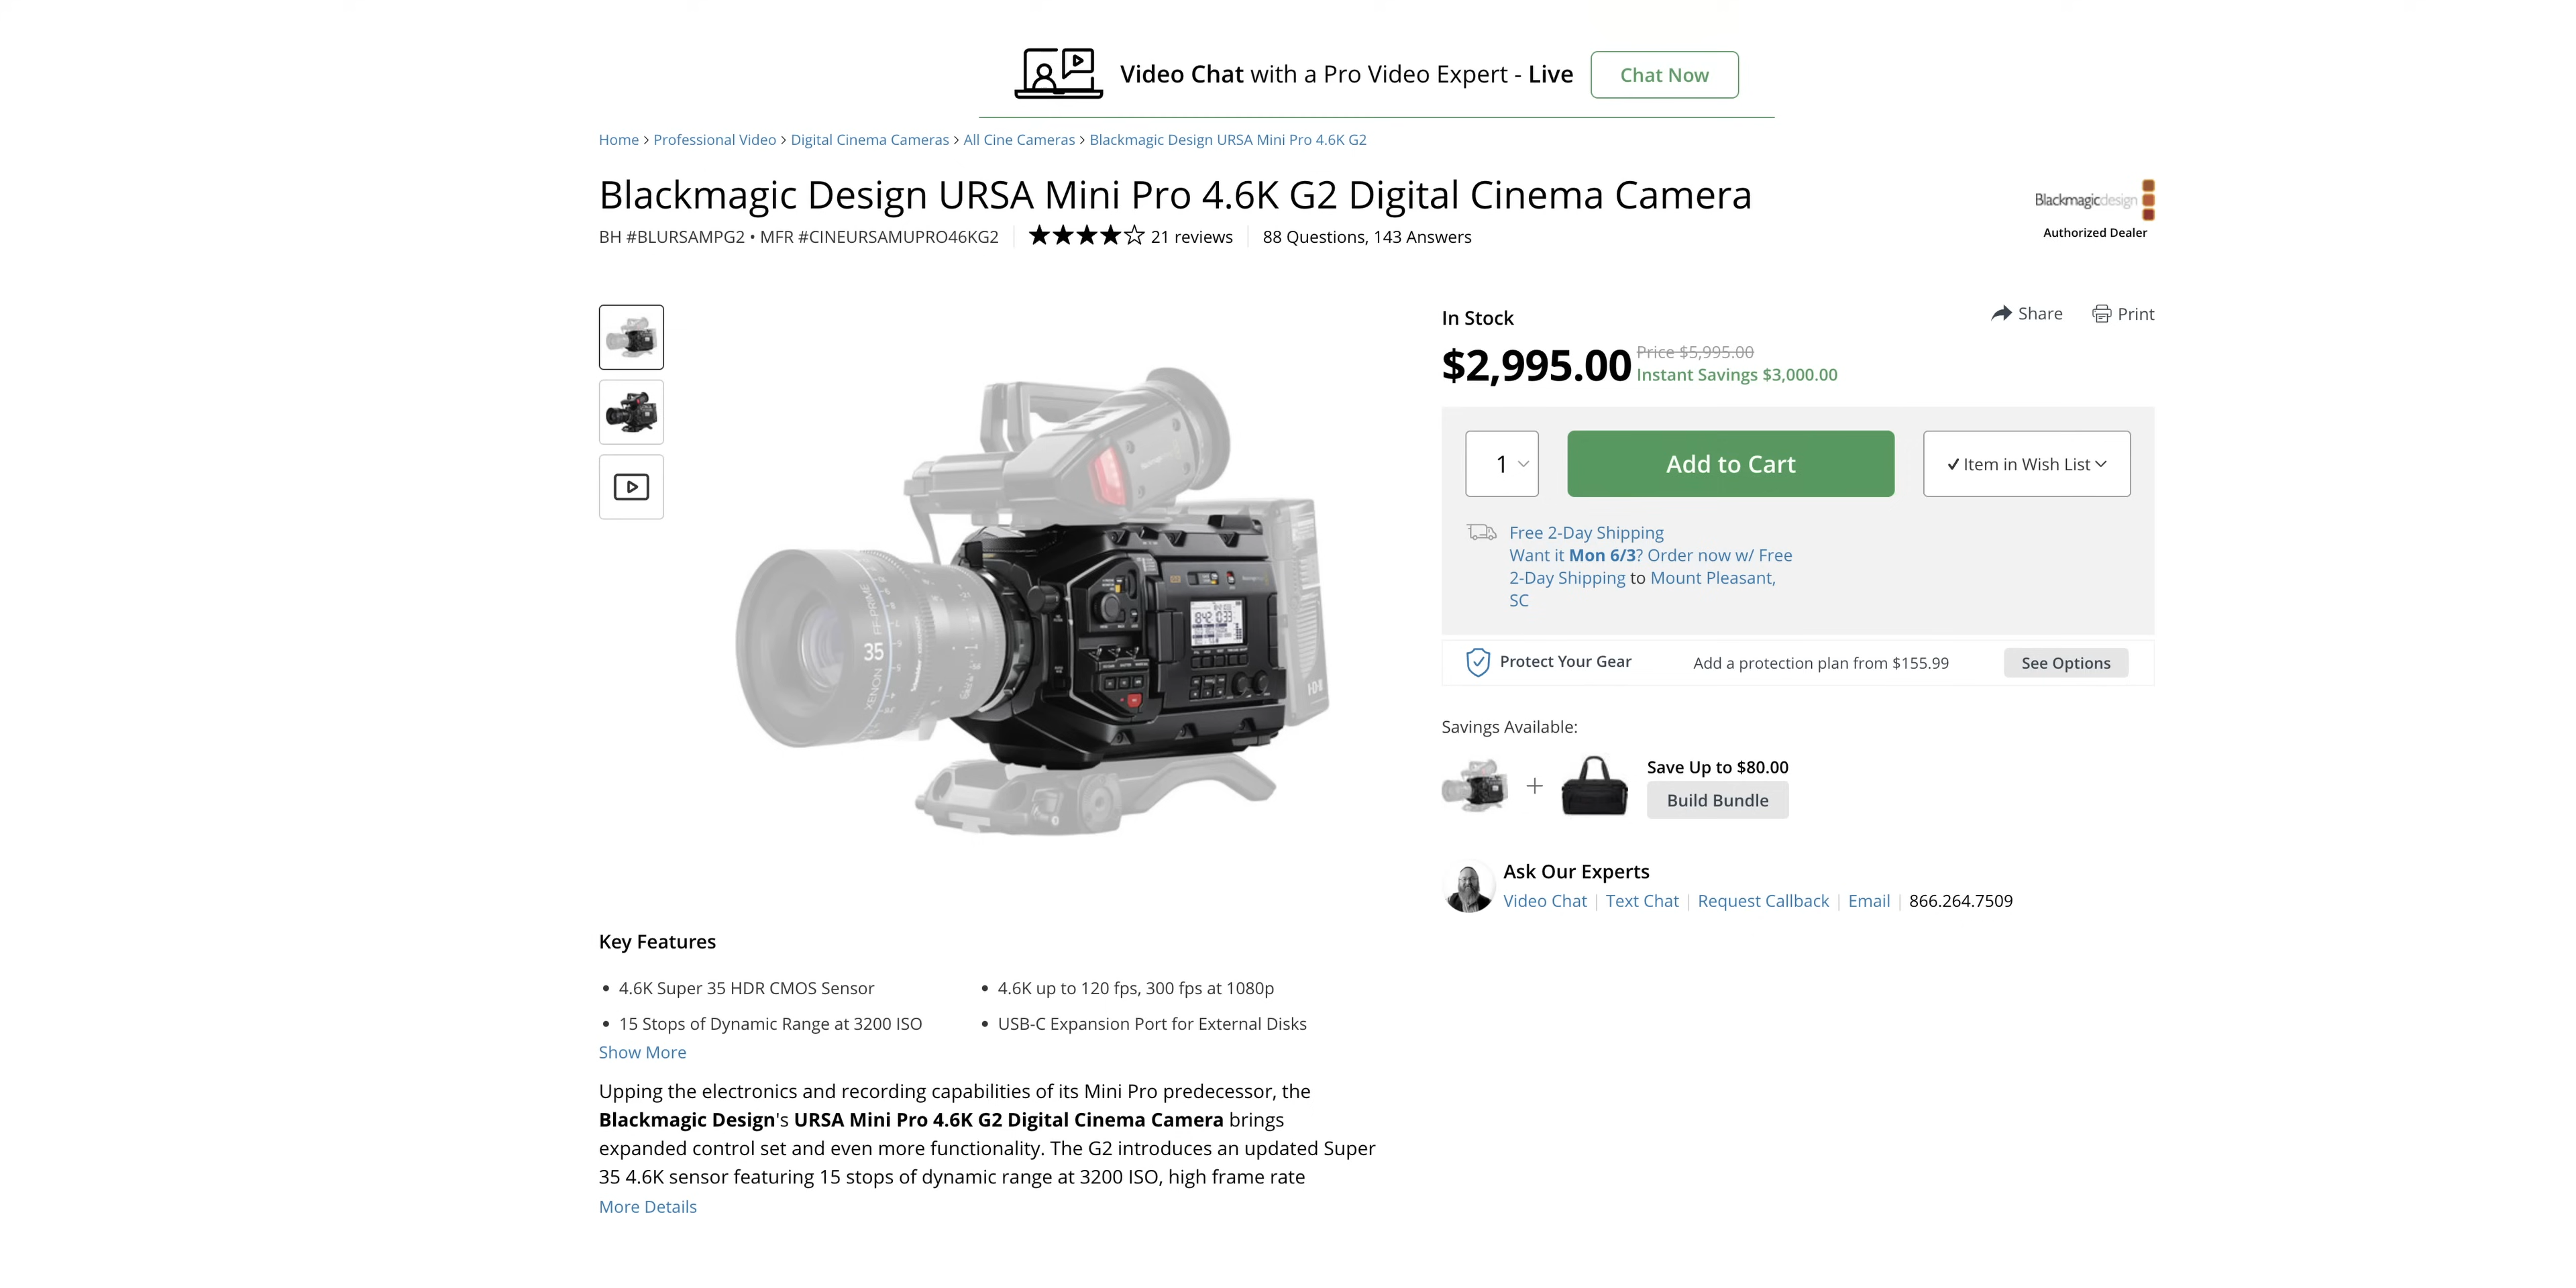 Video Chat with a Pro Video Expert - Live
Chat Now
Home > Professional Video > Digital Cinema Cameras > All Cine Cameras > Blackmagic Design URSA Mini Pro 4.6K G2
Blackmagic Design URSA Mini Pro 4.6K G2 Digital Cinema Camera
BH #BLURSAMPG2 • MFR #CINEURSAMUPRO46KG2
21 reviews
88 Questions, 143 Answers
Blackmagicdesign
Authorized Dealer
In Stock
Share
Print
$2,995.00
Price $5,995.00
Instant Savings $3,000.00
1
Add to Cart
✓ Item in Wish List
Free 2-Day Shipping
Want it Mon 6/3? Order now w/ Free
2-Day Shipping to Mount Pleasant,
SC
Protect Your Gear
Add a protection plan from $155.99
See Options
35
FF-PRIME
XENON
Savings Available:
+
Save Up to $80.00
Build Bundle
Ask Our Experts
Video Chat | Text Chat | Request Callback | Email | 866.264.7509
Key Features
• 4.6K Super 35 HDR CMOS Sensor
• 4.6K up to 120 fps, 300 fps at 1080p
• 15 Stops of Dynamic Range at 3200 ISO
• USB-C Expansion Port for External Disks
Show More
Upping the electronics and recording capabilities of its Mini Pro predecessor, the
Blackmagic Design's URSA Mini Pro 4.6K G2 Digital Cinema Camera brings
expanded control set and even more functionality. The G2 introduces an updated Super
35 4.6K sensor featuring 15 stops of dynamic range at 3200 ISO, high frame rate
More Details